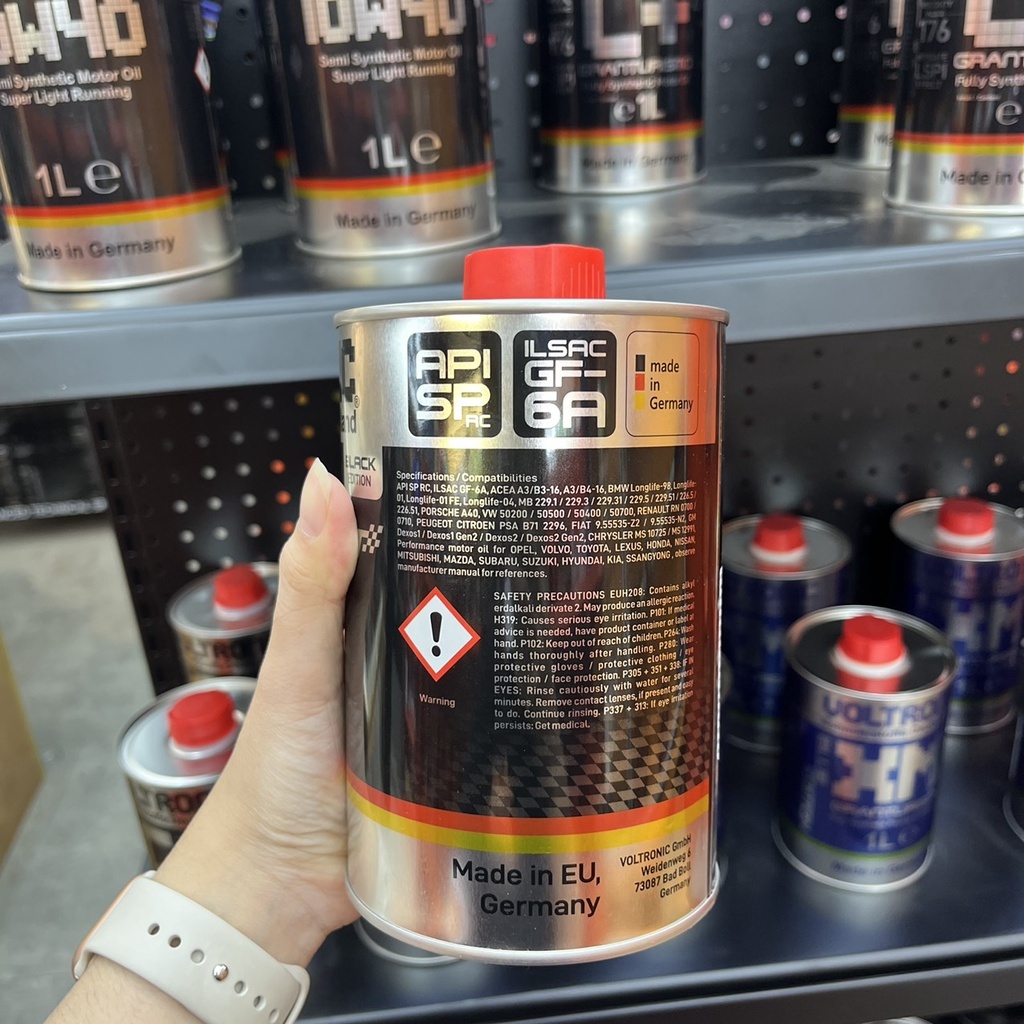 10W40
Semi Synthetic Motor Oil
Super Light Running
1L e
Made in Germany
10W40
Semi Synthetic Motor Oil
Super Light Running
1L e
Made in Germany
e 1L
Made in Germany
176
Made in
API
SP
RC
ILSAC
GF-
6A
made
in
Germany
BLACK
EDITION
Specifications / Compatibilities
API SP RC, ILSAC GF-6A, ACEA A3/B3-16, A3/B4-16, BMW Longlife-98, Longlife-
01, Longlife-01 FE, Longlife-04, MB 229.1 / 229.3 / 229.31 / 229.5 / 229.51 / 226.5 /
226.51, PORSCHE A40, VW 50200 / 50500 / 50400 / 50700, RENAULT RN 0700 /
0710, PEUGEOT CITROEN PSA B71 2296, FIAT 9.55535-Z2 / 9.55535-N2, GM
Dexos1 / Dexos1 Gen2 / Dexos2 / Dexos2 Gen2, CHRYSLER MS 10725 / MS 12991,
Performance motor oil for OPEL, VOLVO, TOYOTA, LEXUS, HONDA, NISSAN,
MITSUBISHI, MAZDA, SUBARU, SUZUKI, HYUNDAI, KIA, SSANGYONG, observe
manufacturer manual for references.
SAFETY PRECAUTIONS EUH208: Contains alkyl
erdalkali derivate 2. May produce an allergic reaction.
H319: Causes serious eye irritation. P101: If medical
advice is needed, have product container or label at
hand. P102: Keep out of reach of children. P264: Wash
hands thoroughly after handling. P280: Wear
protective gloves / protective clothing / eye
protection / face protection. P305 + 351 + 338: IF IN
EYES: Rinse cautiously with water for several
minutes. Remove contact lenses, if present and easy
to do. Continue rinsing. P337 + 313: If eye irritation
persists: Get medical.
Warning
Made in EU,
Germany
VOLTRONIC GmbH
Weidenweg 6
73087 Bad Boll
Germany
VOLTRO
1L e